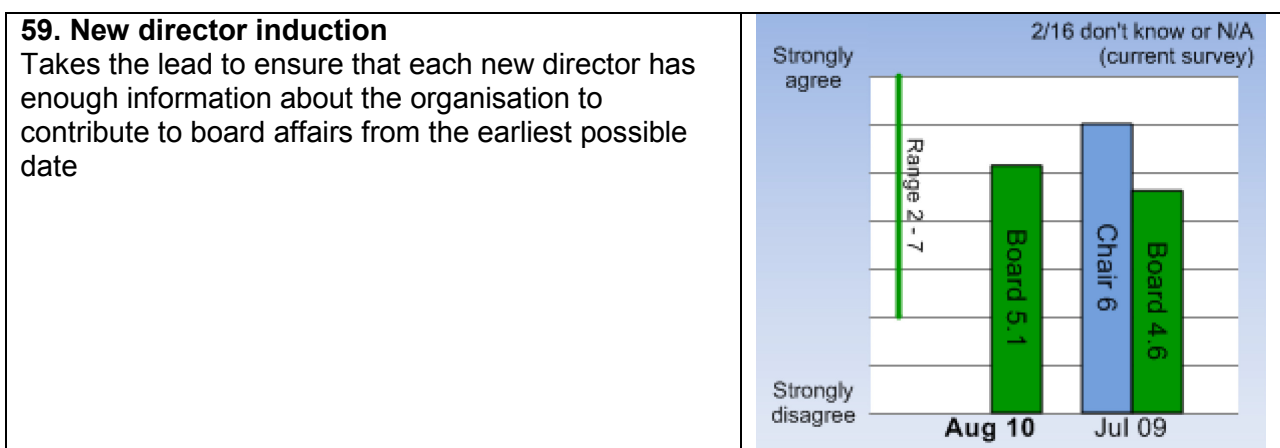 59. New director induction
Takes the lead to ensure that each new director has
enough information about the organisation to
contribute to board affairs from the earliest possible
date
2/16 don't know or N/A
(current survey)
Strongly
agree
Range 2 - 7
Board 5.1
Chair 6
Board 4.6
Strongly
disagree
Aug 10
Jul 09